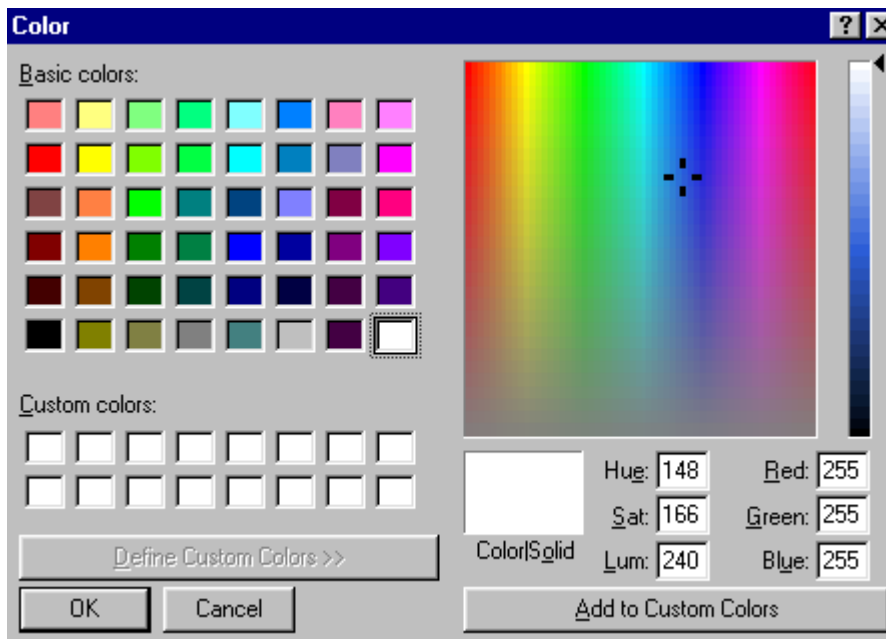 Color
Basic colors:
Custom colors:
Define Custom Colors >>
OK Cancel
Color|Solid
Hue: 148 Red: 255
Sat: 166 Green: 255
Lum: 240 Blue: 255
Add to Custom Colors